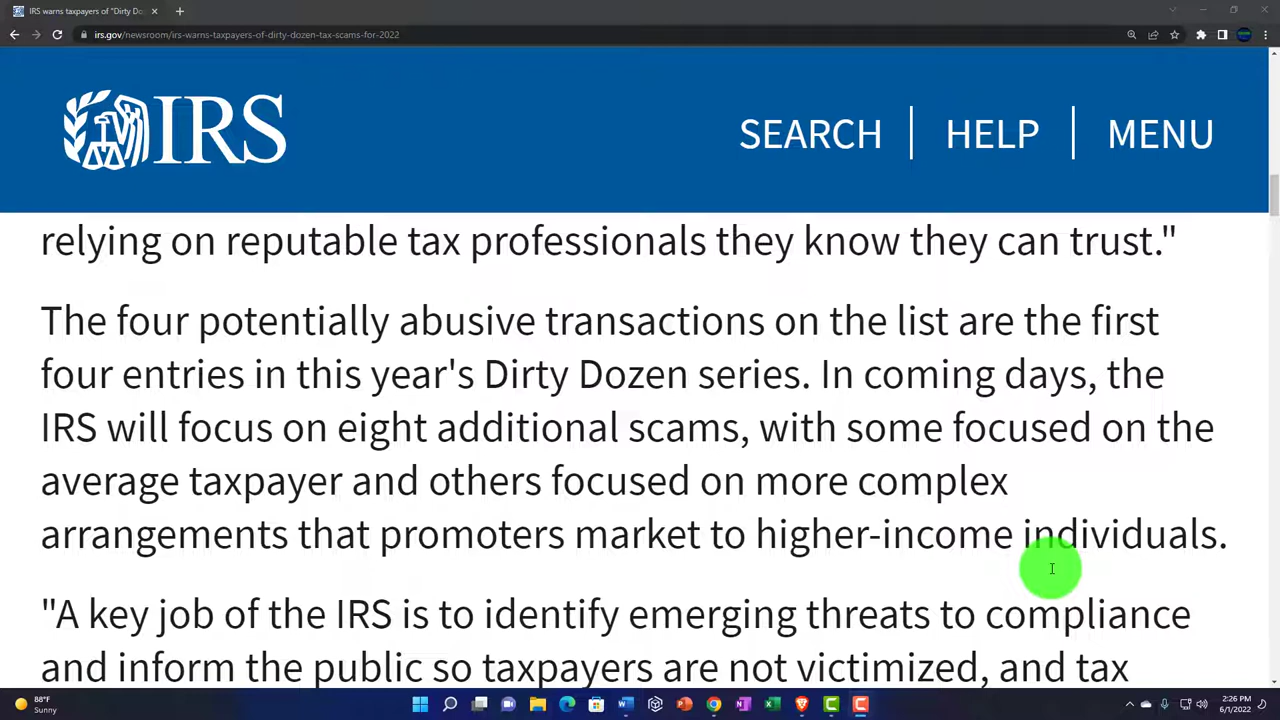 IRS warns taxpayers of "Dirty Do
irs.gov/newsroom/irs-warns-taxpayers-of-dirty-dozen-tax-scams-for-2022
IRS
SEARCH
HELP
MENU
relying on reputable tax professionals they know they can trust."
The four potentially abusive transactions on the list are the first
four entries in this year's Dirty Dozen series. In coming days, the
IRS will focus on eight additional scams, with some focused on the
average taxpayer and others focused on more complex
arrangements that promoters market to higher-income individuals.
"A key job of the IRS is to identify emerging threats to compliance
and inform the public so taxpayers are not victimized, and tax
88°F
Sunny
2:26 PM
6/1/2022